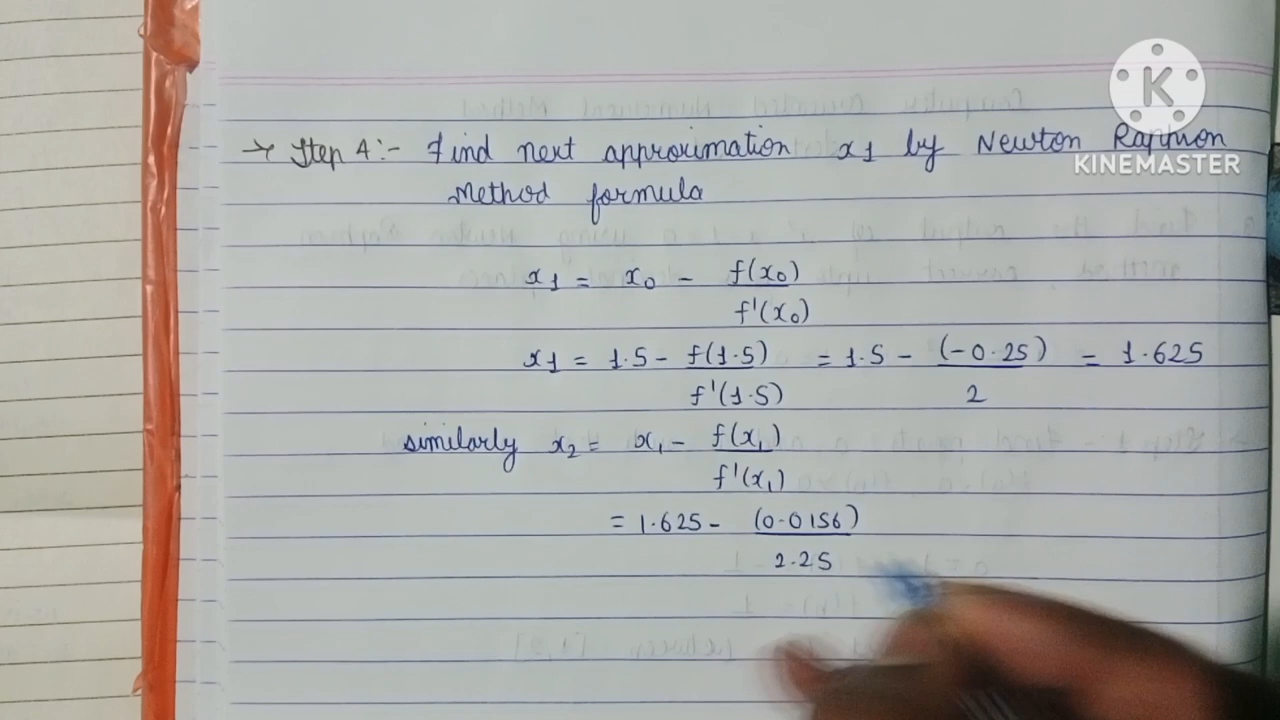 → Step 4:- Find next approximation x1 by Newton Raphson
Method formula
x1 = x0 - f(x0)
f'(x0)
x1 = 1.5 - f(1.5) = 1.5 - (-0.25) = 1.625
f'(1.5) 2
similarly x2 = x1 - f(x1)
f'(x1)
= 1.625 - (0.0156)
2.25
K
KINEMASTER